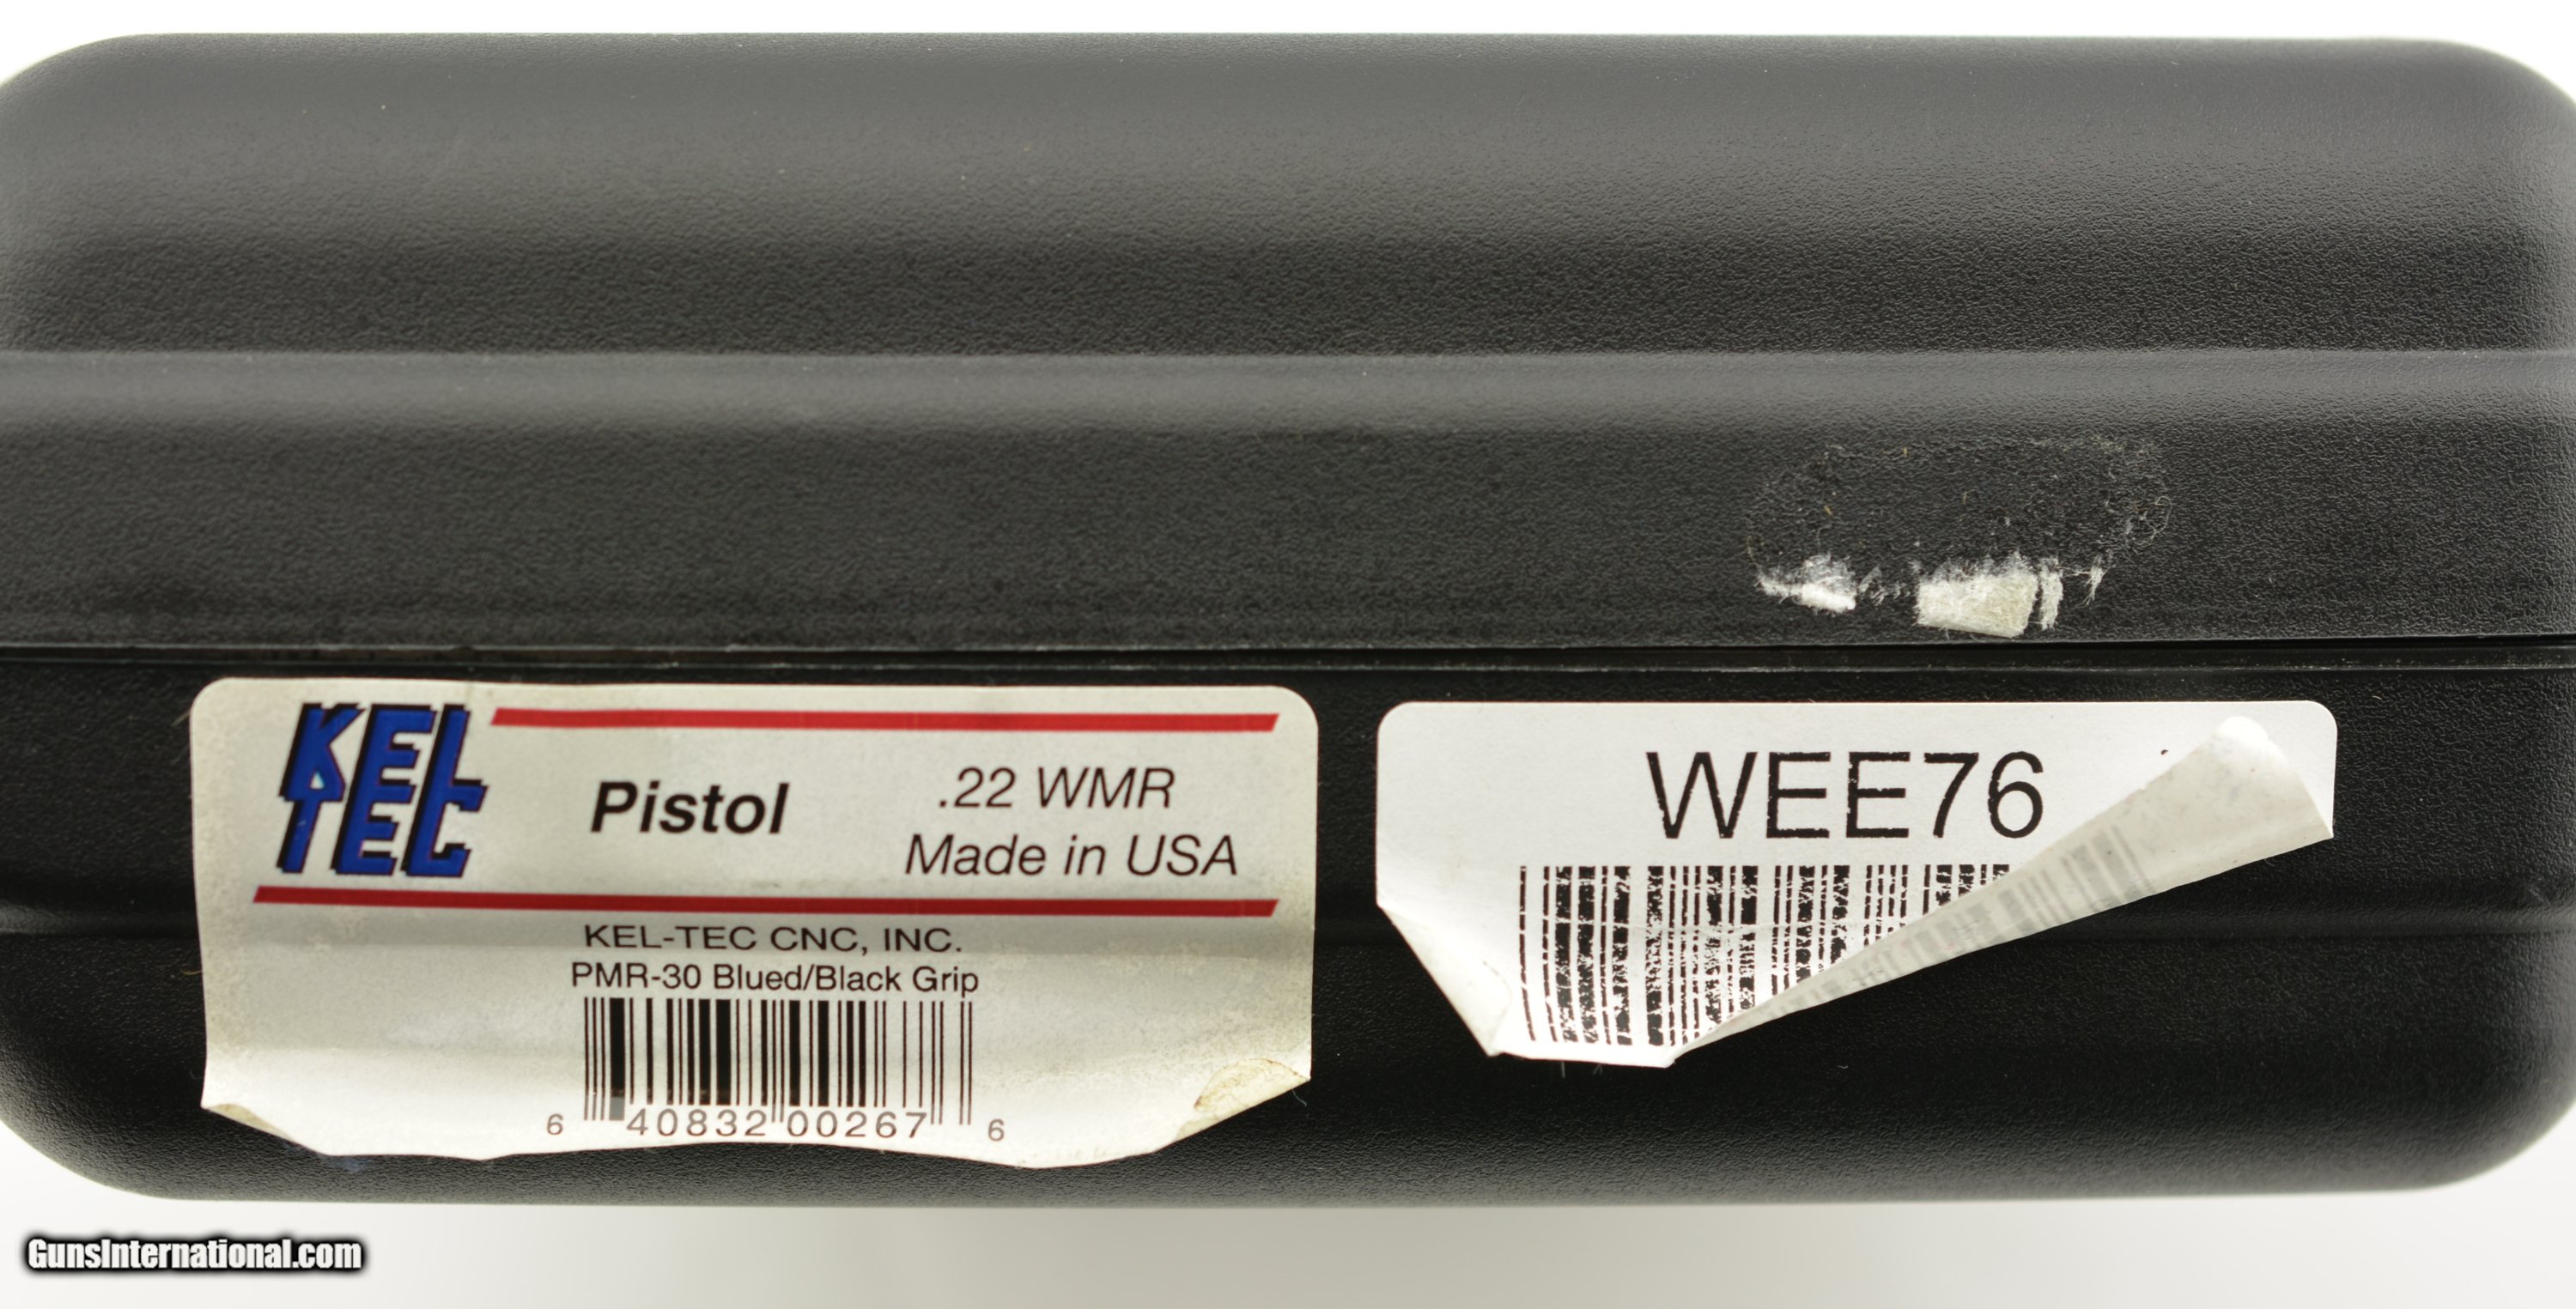 KEL
TEC
Pistol
.22 WMR
Made in USA
KEL-TEC CNC, INC.
PMR-30 Blued/Black Grip
6 40832 00267 6
WEE76
GunsInternational.com